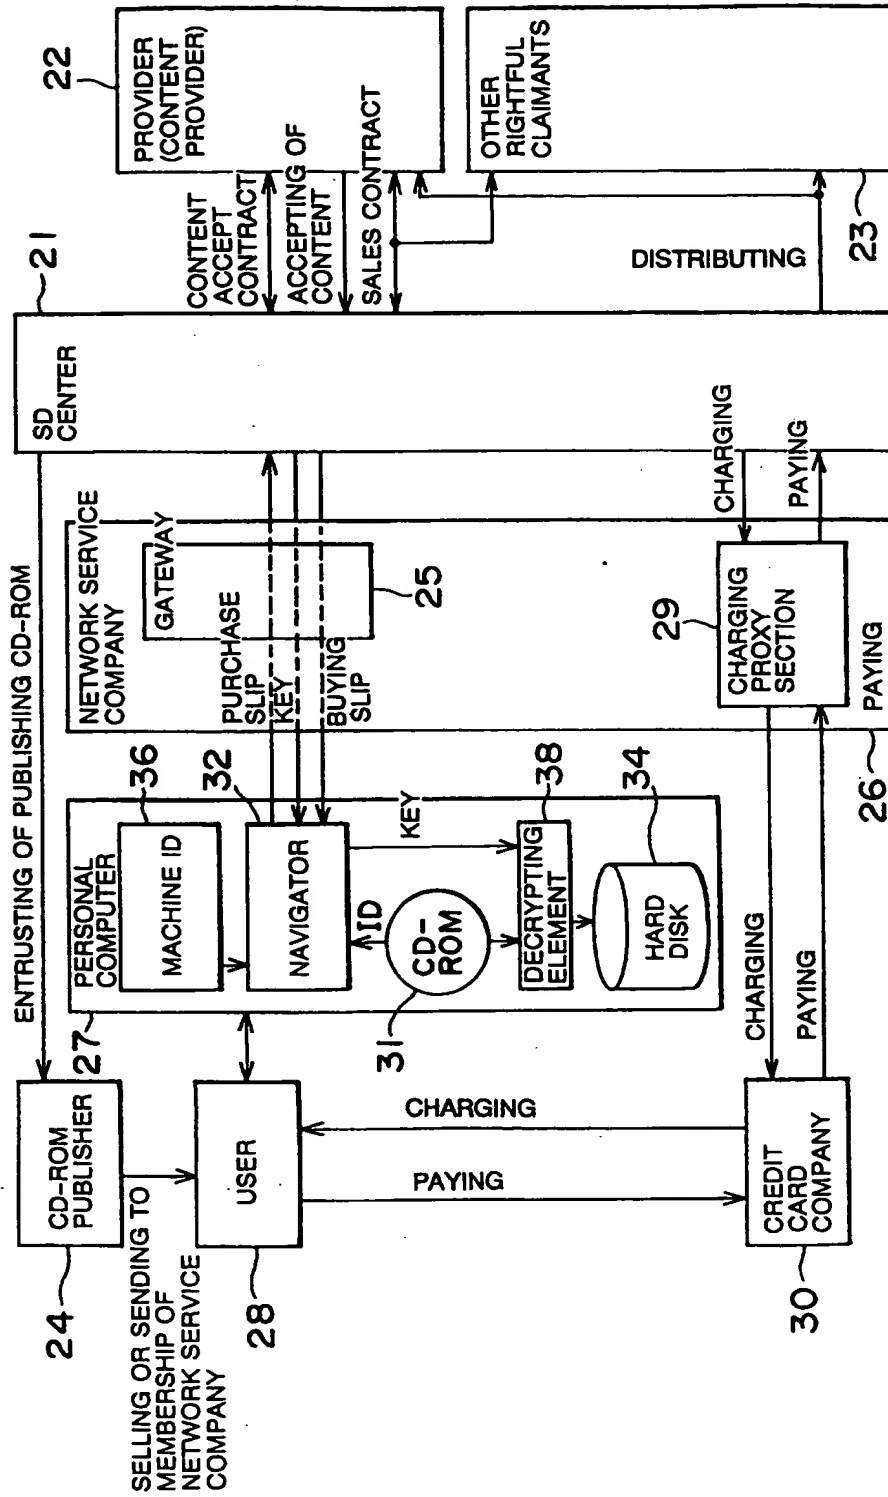 22
PROVIDER
(CONTENT
PROVIDER)
OTHER
RIGHTFUL
CLAIMANTS
23
CONTENT
ACCEPT
CONTRACT
ACCEPTING OF
CONTENT
SALES CONTRACT
DISTRIBUTING
21
SD
CENTER
CHARGING
PAYING
ENTRUSTING OF PUBLISHING CD-ROM
NETWORK SERVICE
COMPANY
GATEWAY
25
PURCHASE
SLIP
KEY
BUYING
SLIP
29
CHARGING
PROXY
SECTION
PAYING
26
PERSONAL
COMPUTER
36
MACHINE ID
32
NAVIGATOR
KEY
ID
CD-
ROM
31
38
DECRYPTING
ELEMENT
34
HARD
DISK
27
CHARGING
PAYING
CD-ROM
PUBLISHER
24
SELLING OR SENDING TO
MEMBERSHIP OF
NETWORK SERVICE
COMPANY
USER
28
CHARGING
PAYING
CREDIT
CARD
COMPANY
30